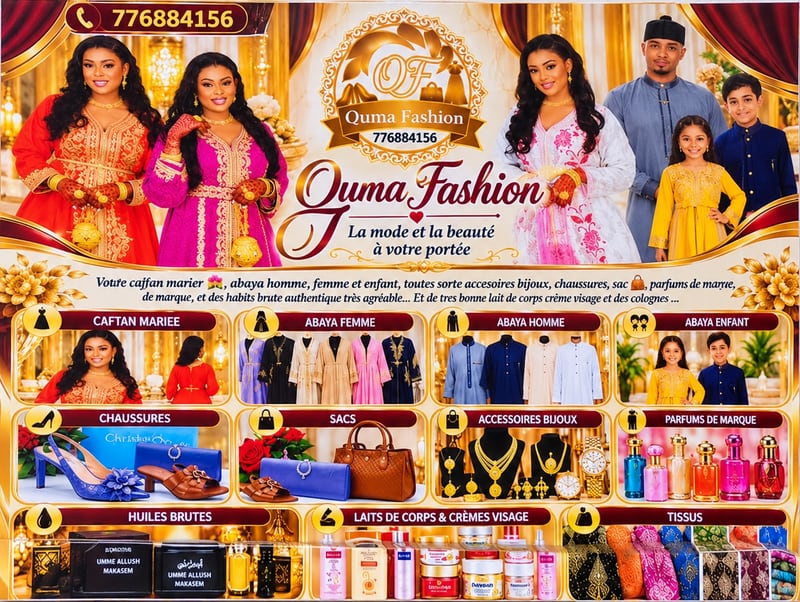 776884156
QF
Quma Fashion
776884156
Quma Fashion
La mode et la beauté
à votre portée
Votre caftan marier 👰, abaya homme, femme et enfant, toutes sorte accesoires bijoux, chaussures, sac 👜, parfums de marque,
de marque, et des habits brute authentique très agréable... Et de tres bonne lait de corps crème visage et des colognes ...
CAFTAN MARIEE
ABAYA FEMME
ABAYA HOMME
ABAYA ENFANT
CHAUSSURES
SACS
ACCESSOIRES BIJOUX
PARFUMS DE MARQUE
HUILES BRUTES
LAITS DE CORPS & CRÈMES VISAGE
TISSUS
UMME ALLUSH
MAKASEM
UMME ALLUSH
MAKASEM